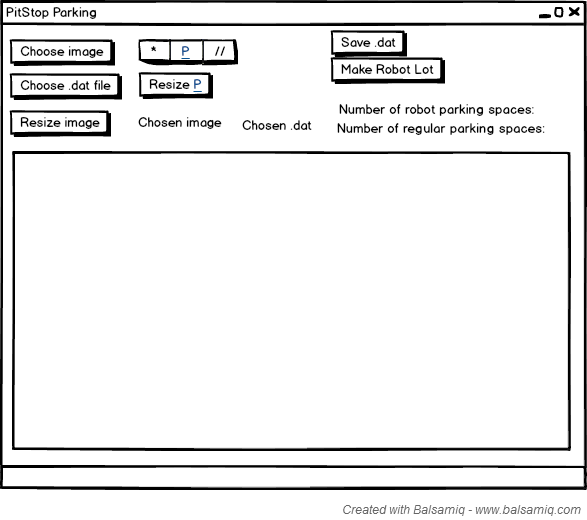 PitStop Parking
Choose image
* P //
Save .dat
Make Robot Lot
Choose .dat file
Resize P
Resize image
Chosen image
Chosen .dat
Number of robot parking spaces:
Number of regular parking spaces:
Created with Balsamiq - www.balsamiq.com